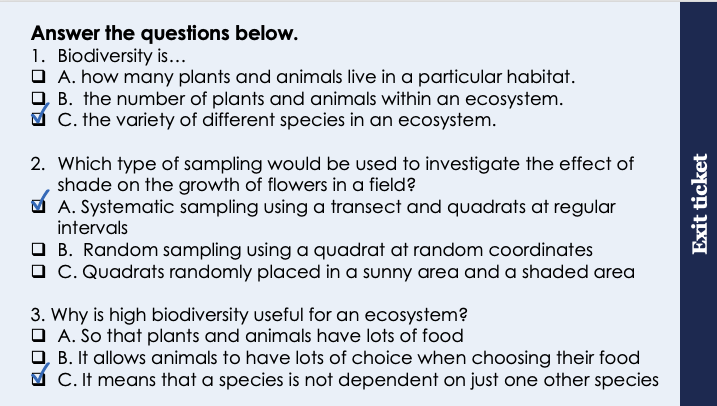 Answer the questions below.
1. Biodiversity is…
A. how many plants and animals live in a particular habitat.
B. the number of plants and animals within an ecosystem.
C. the variety of different species in an ecosystem.
2. Which type of sampling would be used to investigate the effect of
shade on the growth of flowers in a field?
A. Systematic sampling using a transect and quadrats at regular
intervals
B. Random sampling using a quadrat at random coordinates
C. Quadrats randomly placed in a sunny area and a shaded area
3. Why is high biodiversity useful for an ecosystem?
A. So that plants and animals have lots of food
B. It allows animals to have lots of choice when choosing their food
C. It means that a species is not dependent on just one other species
Exit ticket